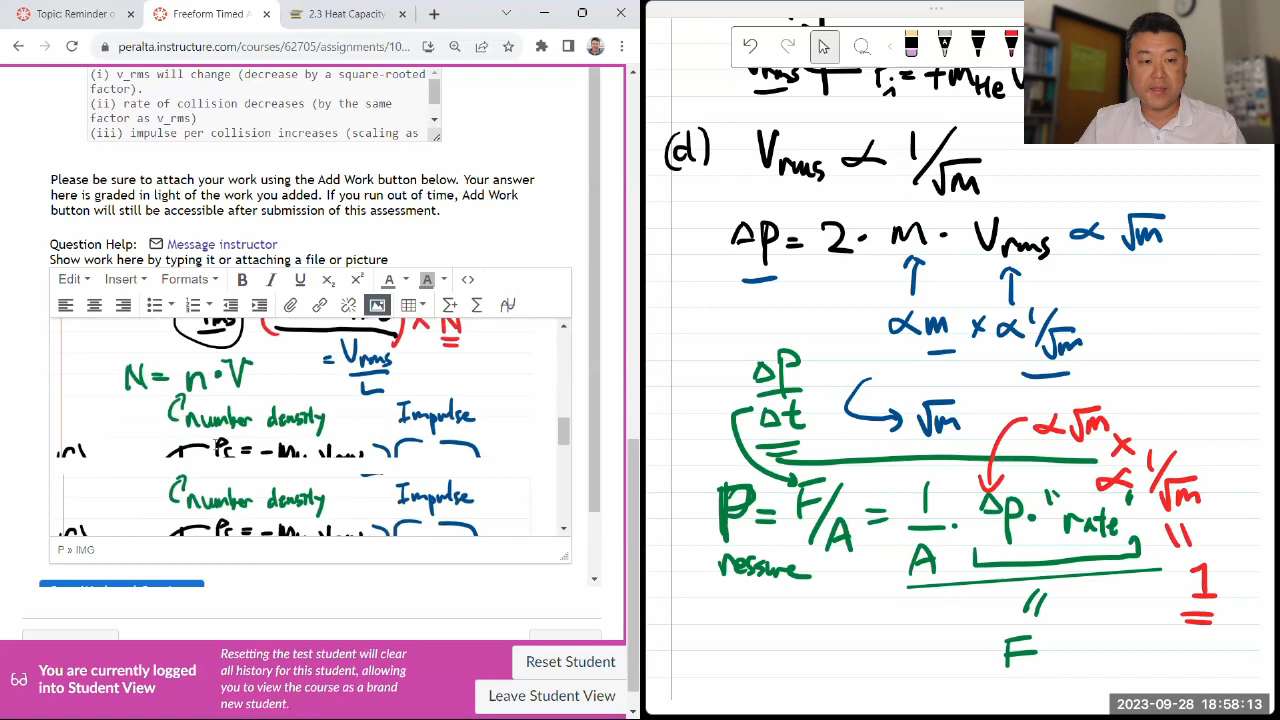 Topic: Reminder o
Freeform Timed A
2.3 Heat Capacit
peralta.instructure.com/courses/62705/assignments/10...
(i) v_rms will change (decrease by a square-rooted
factor).
(ii) rate of collision decreases (by the same
factor as v_rms)
(iii) impulse per collision increases (scaling as
Please be sure to attach your work using the Add Work button below. Your answer
here is graded in light of the work you added. If you run out of time, Add Work
button will still be accessible after submission of this assessment.
Question Help: Message instructor
Show work here by typing it or attaching a file or picture
Edit Insert Formats B I U X₂ X² A A <>
× N
N = n·V = Vrms/L
number density Impulse
number density Impulse
P » IMG
You are currently logged
into Student View
Resetting the test student will clear
all history for this student, allowing
you to view the course as a brand
new student.
Reset Student
Leave Student View
(d) Vrms ∝ 1/√m
Δp = 2 · m · Vrms ∝ √m
∝ m × ∝ 1/√m
Δp/Δt √m
∝ √m × ∝ 1/√m = 1
Pressure = F/A = 1/A · Δp · "rate"
= F
2023-09-28 18:58:13